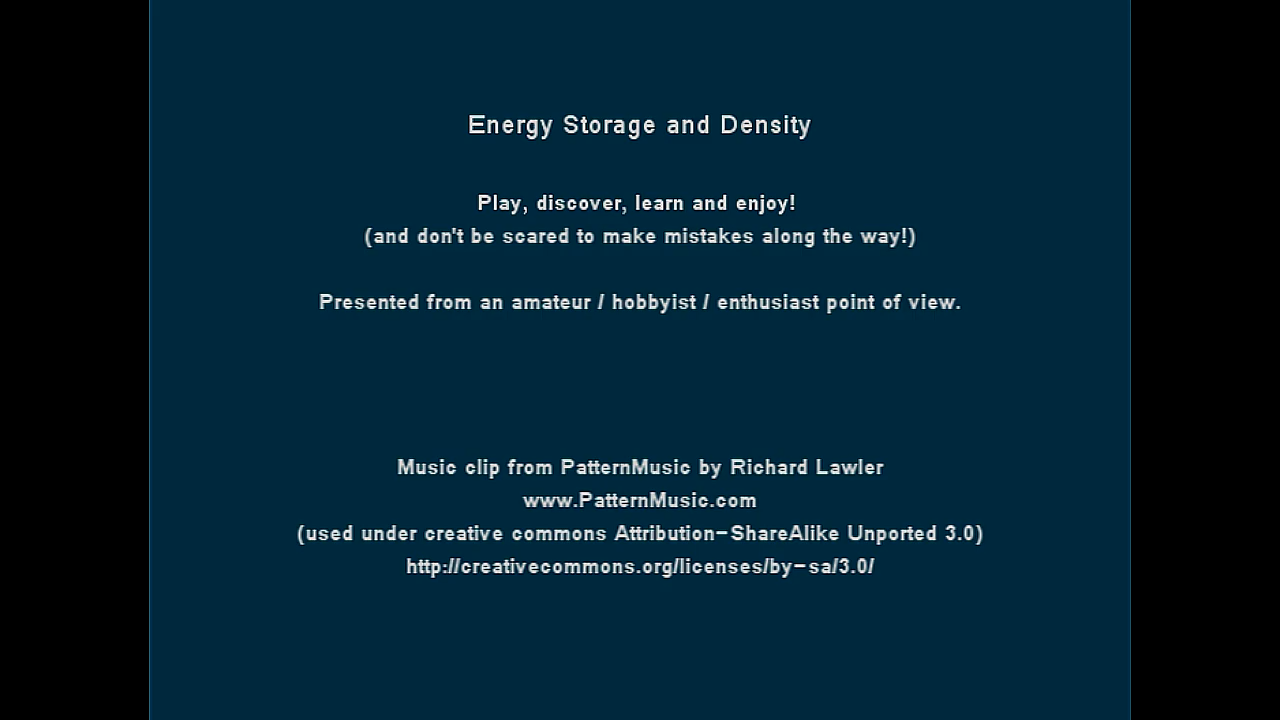 Energy Storage and Density
Play, discover, learn and enjoy!
(and don't be scared to make mistakes along the way!)
Presented from an amateur / hobbyist / enthusiast point of view.
Music clip from PatternMusic by Richard Lawler
www.PatternMusic.com
(used under creative commons Attribution-ShareAlike Unported 3.0)
http://creativecommons.org/licenses/by-sa/3.0/